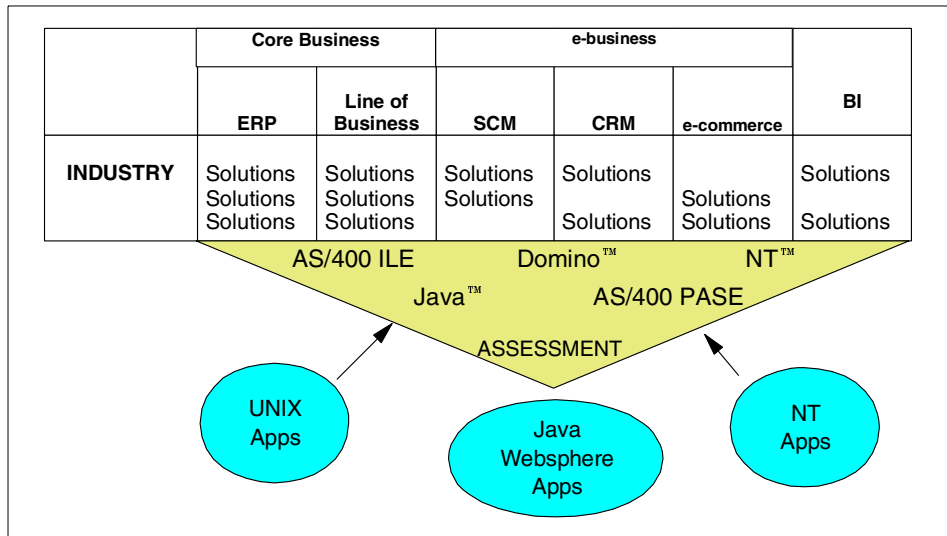 Core Business e-business
BI
ERP Line of Business SCM CRM e-commerce
INDUSTRY Solutions Solutions Solutions Solutions Solutions
Solutions Solutions Solutions Solutions
Solutions Solutions Solutions Solutions Solutions
AS/400 ILE Domino™ NT™
Java™ AS/400 PASE
ASSESSMENT
UNIX
Apps
Java
Websphere
Apps
NT
Apps